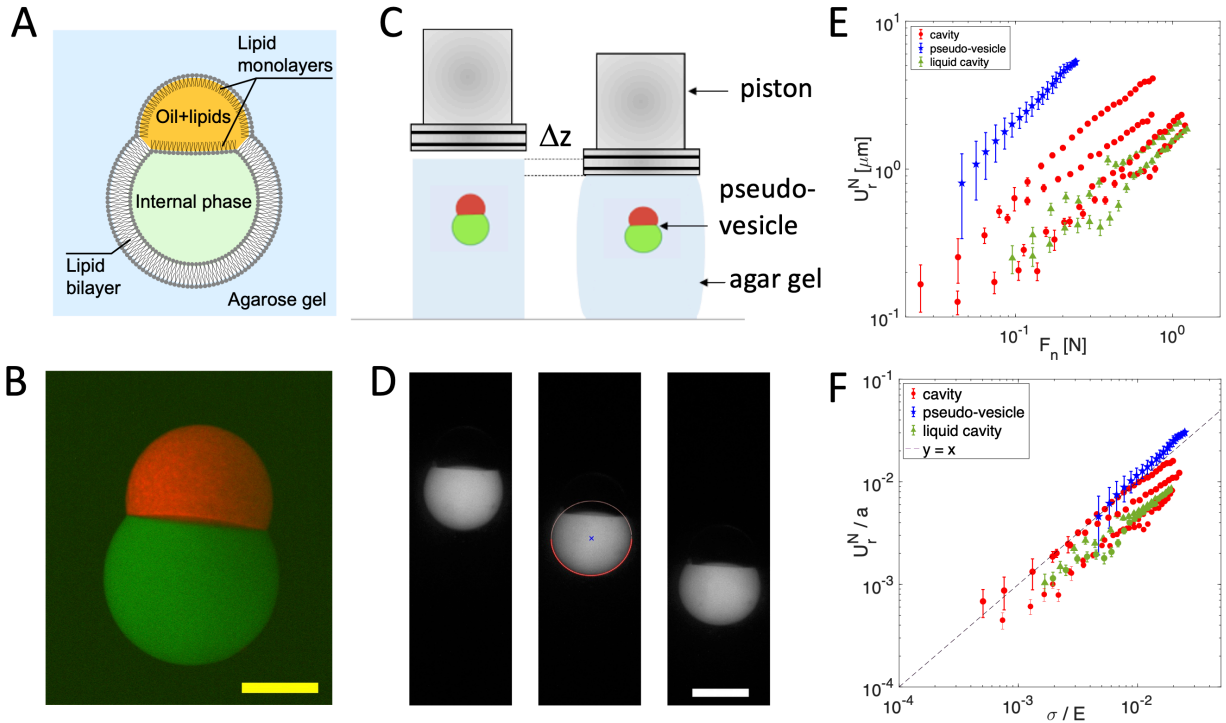 A
Lipid
monolayers
Oil+lipids
Internal phase
Lipid
bilayer
Agarose gel
B
C
Δz
piston
pseudo-
vesicle
agar gel
D
E
10¹
10⁰
10⁻¹
U_r^N [μm]
cavity
pseudo-vesicle
liquid cavity
10⁻¹
10⁰
F_n [N]
F
10⁻¹
10⁻²
10⁻³
10⁻⁴
U_r^N / a
cavity
pseudo-vesicle
liquid cavity
y = x
10⁻⁴
10⁻³
10⁻²
σ / E